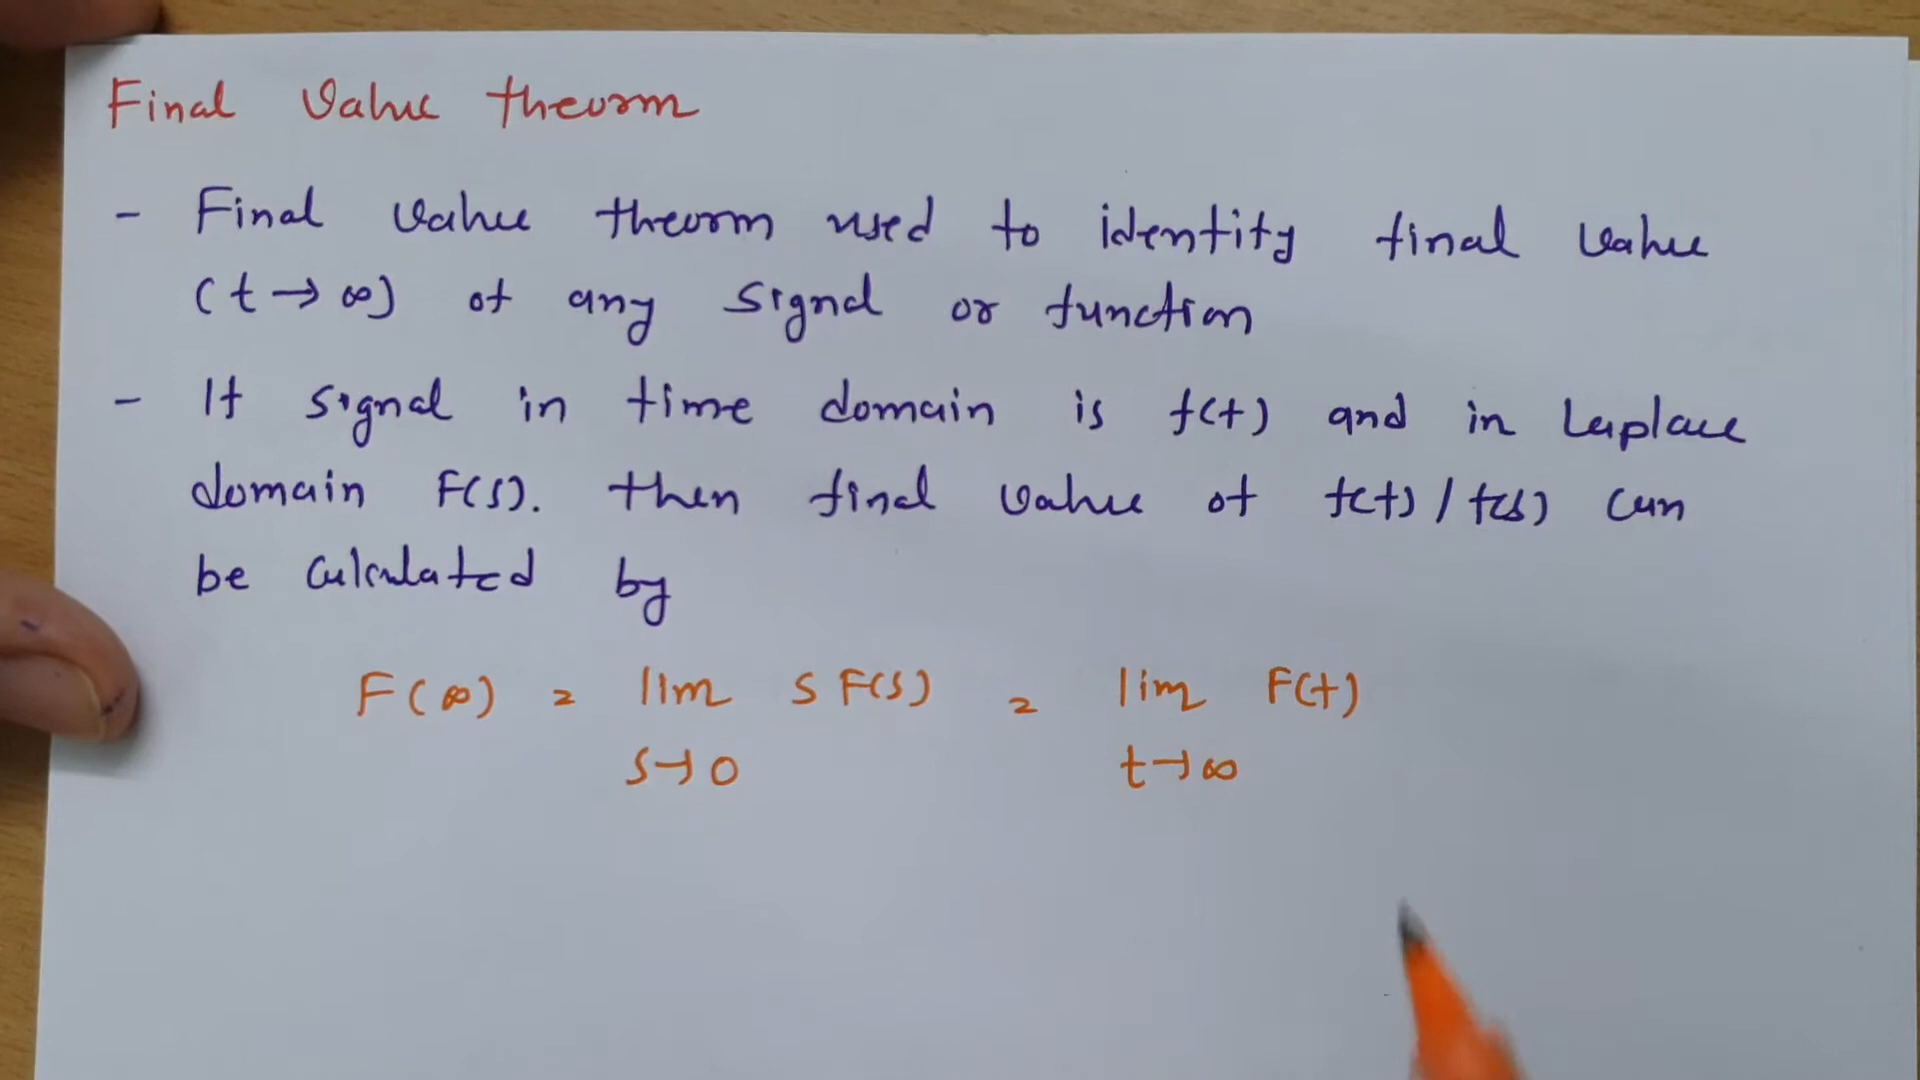 Final Value theorm
- Final value theorm used to identity final value
(t → ∞) of any signal or function
- If signal in time domain is f(t) and in Laplace
domain F(s). then final value of f(t) / f(s) can
be calculated by
F(∞) = lim s F(s) = lim F(t)
s→0 t→∞